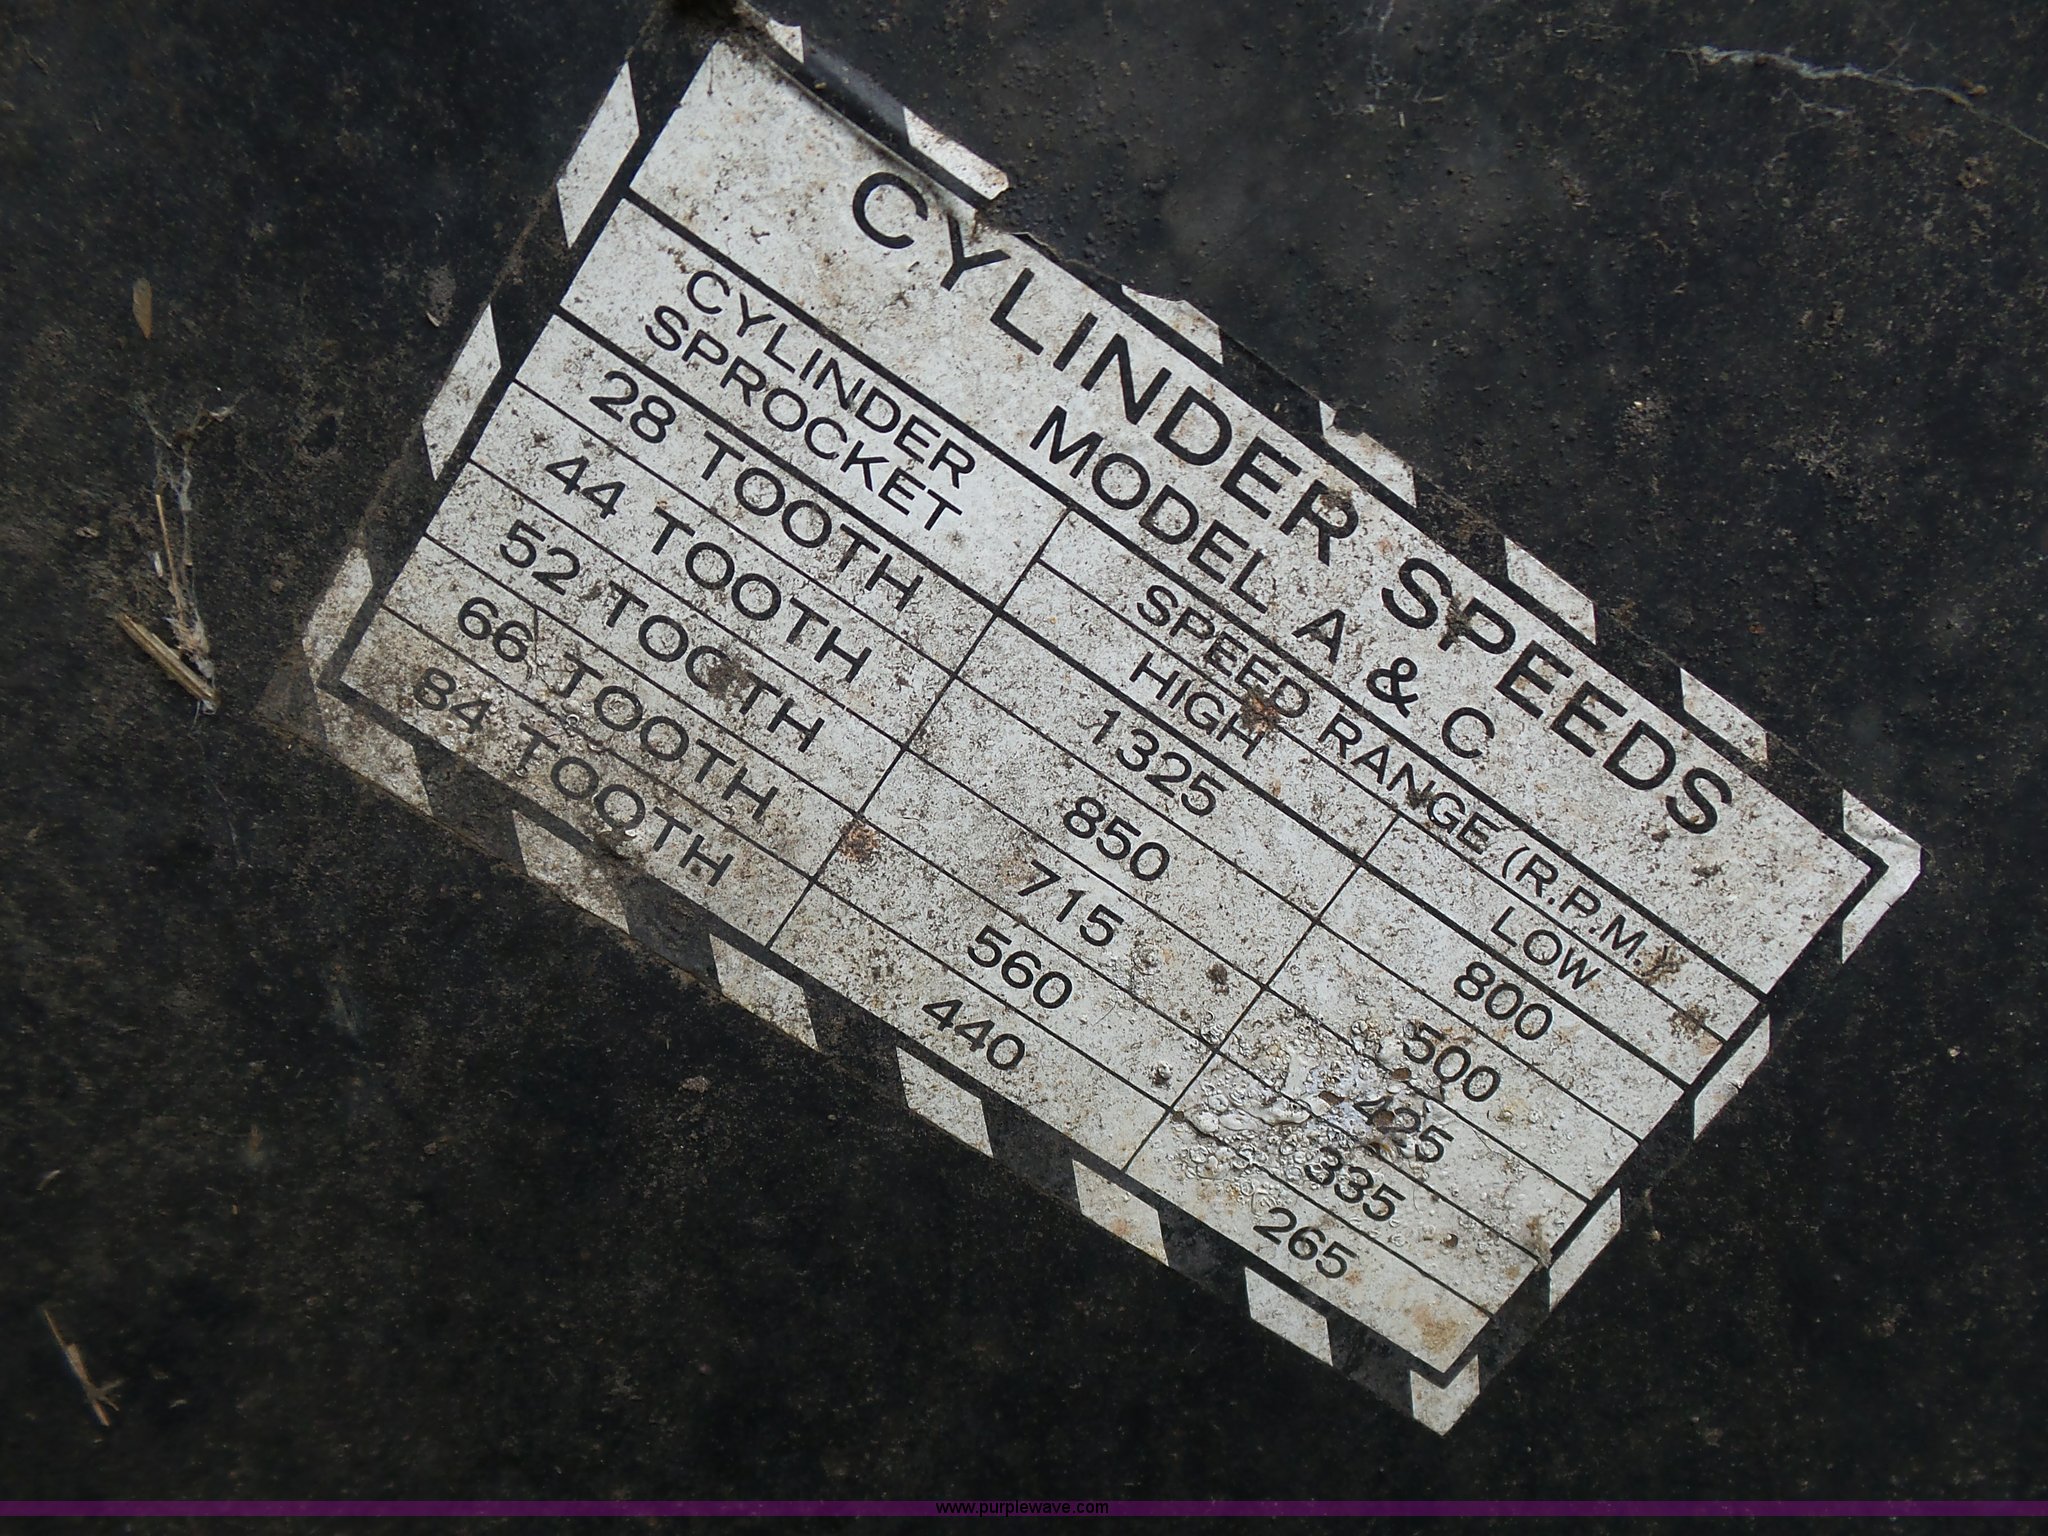 CYLINDER SPEEDS
MODEL A & C
CYLINDER SPROCKET
SPEED RANGE (R.P.M.)
HIGH LOW
28 TOOTH 1325 800
44 TOOTH 850 500
52 TOOTH 715 425
66 TOOTH 560 335
84 TOOTH 440 265
www.purplewave.com